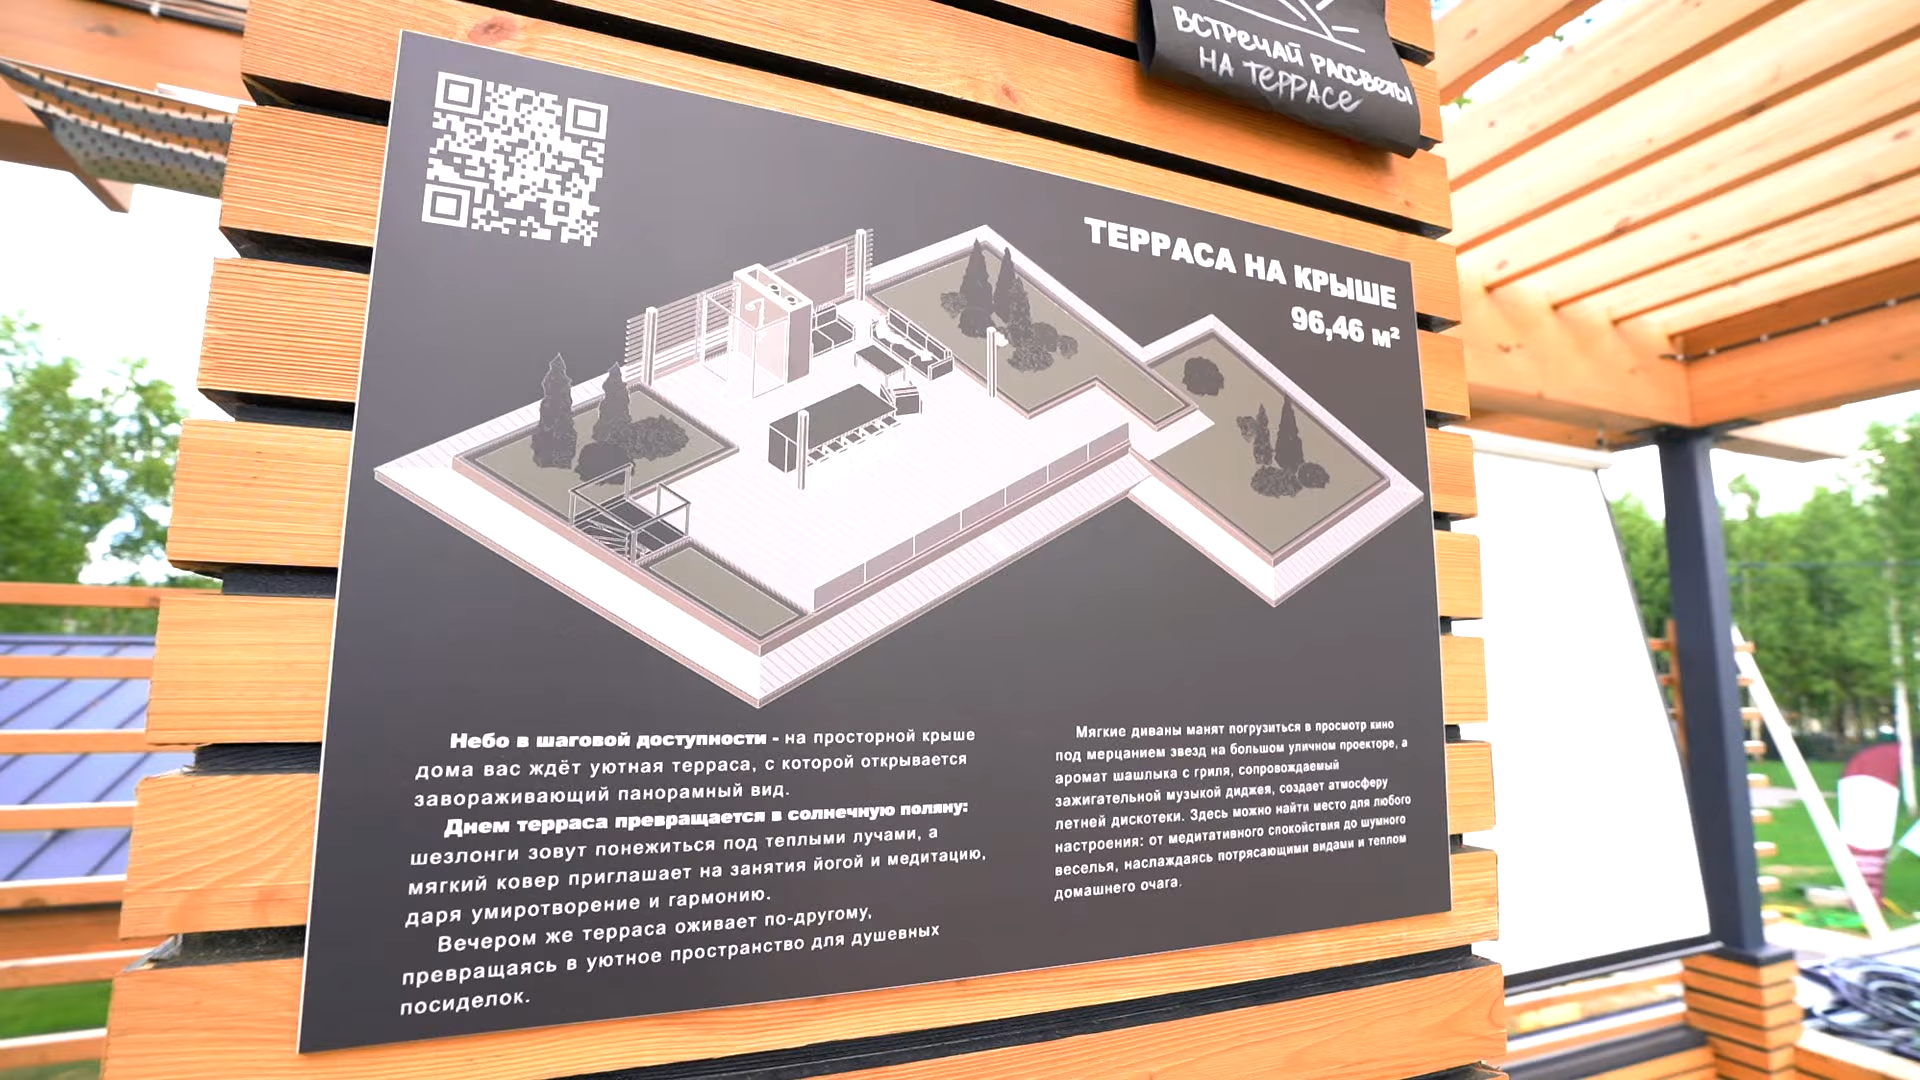 ВСТРЕЧАЙ РАССВЕТЫ
НА ТЕРРАСЕ
ТЕРРАСА НА КРЫШЕ
96,46 м²
Небо в шаговой доступности - на просторной крыше
дома вас ждёт уютная терраса, с которой открывается
завораживающий панорамный вид.
Днем терраса превращается в солнечную поляну:
шезлонги зовут понежиться под теплыми лучами, а
мягкий ковер приглашает на занятия йогой и медитацию,
даря умиротворение и гармонию.
Вечером же терраса оживает по-другому,
превращаясь в уютное пространство для душевных
посиделок.
Мягкие диваны манят погрузиться в просмотр кино
под мерцанием звезд на большом уличном проекторе, а
аромат шашлыка с гриля, сопровождаемый
зажигательной музыкой диджея, создает атмосферу
летней дискотеки. Здесь можно найти место для любого
настроения: от медитативного спокойствия до шумного
веселья, наслаждаясь потрясающими видами и теплом
домашнего очага.